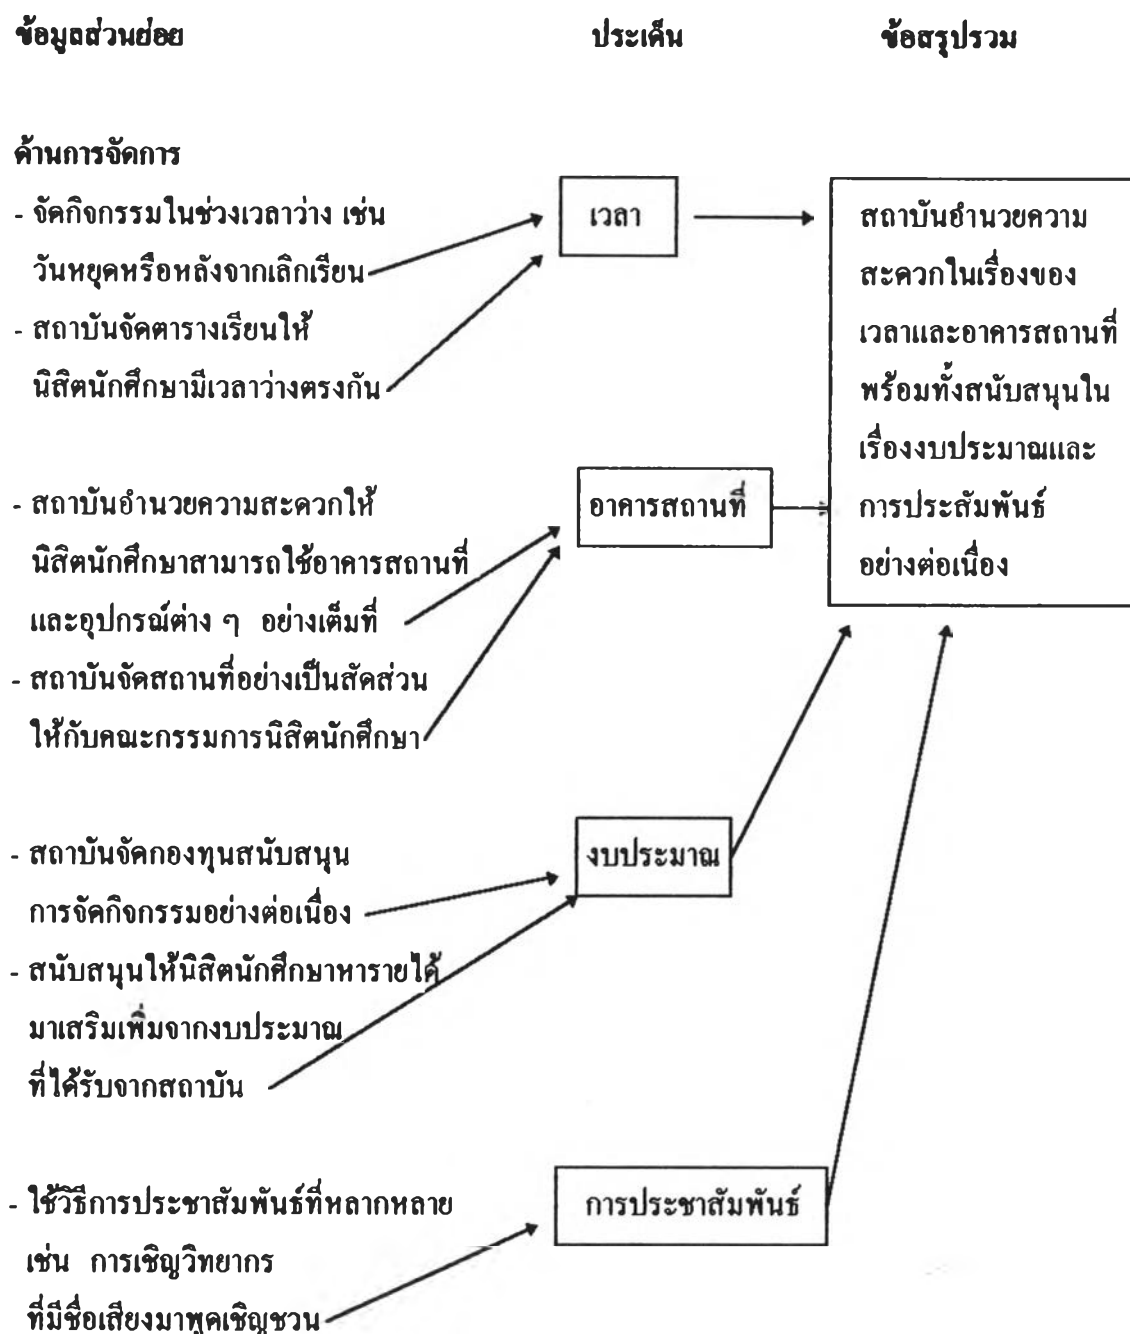 ข้อมูลส่วนย่อย ประเด็น ข้อสรุปรวม
ด้านการจัดการ
- จัดกิจกรรมในช่วงเวลาว่าง เช่น
วันหยุดหรือหลังจากเลิกเรียน
- สถาบันจัดตารางเรียนให้
นิสิตนักศึกษามีเวลาว่างตรงกัน
เวลา
- สถาบันอำนวยความสะดวกให้
นิสิตนักศึกษาสามารถใช้อาคารสถานที่
และอุปกรณ์ต่าง ๆ อย่างเต็มที่
- สถาบันจัดสถานที่อย่างเป็นสัดส่วน
ให้กับคณะกรรมการนิสิตนักศึกษา
อาคารสถานที่
- สถาบันจัดกองทุนสนับสนุน
การจัดกิจกรรมอย่างต่อเนื่อง
- สนับสนุนให้นิสิตนักศึกษาหารายได้
มาเสริมเพิ่มจากงบประมาณ
ที่ได้รับจากสถาบัน
งบประมาณ
- ใช้วิธีการประชาสัมพันธ์ที่หลากหลาย
เช่น การเชิญวิทยากร
ที่มีชื่อเสียงมาพูดเชิญชวน
การประชาสัมพันธ์
สถาบันอำนวยความ
สะดวกในเรื่องของ
เวลาและอาคารสถานที่
พร้อมทั้งสนับสนุนใน
เรื่องงบประมาณและ
การประสัมพันธ์
อย่างต่อเนื่อง